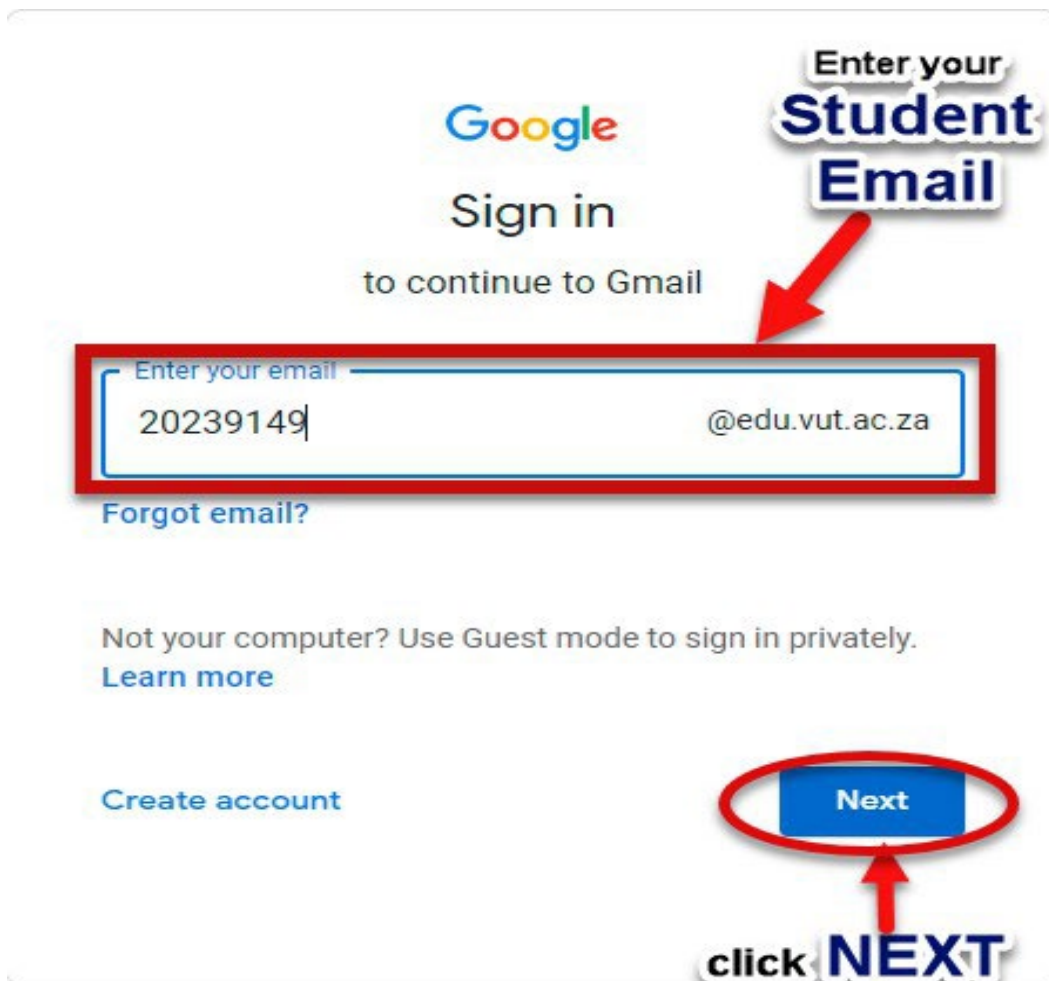 Enter your
Student
Email
Google
Sign in
to continue to Gmail
Enter your email
20239149
@edu.vut.ac.za
Forgot email?
Not your computer? Use Guest mode to sign in privately.
Learn more
Create account
Next
click NEXT